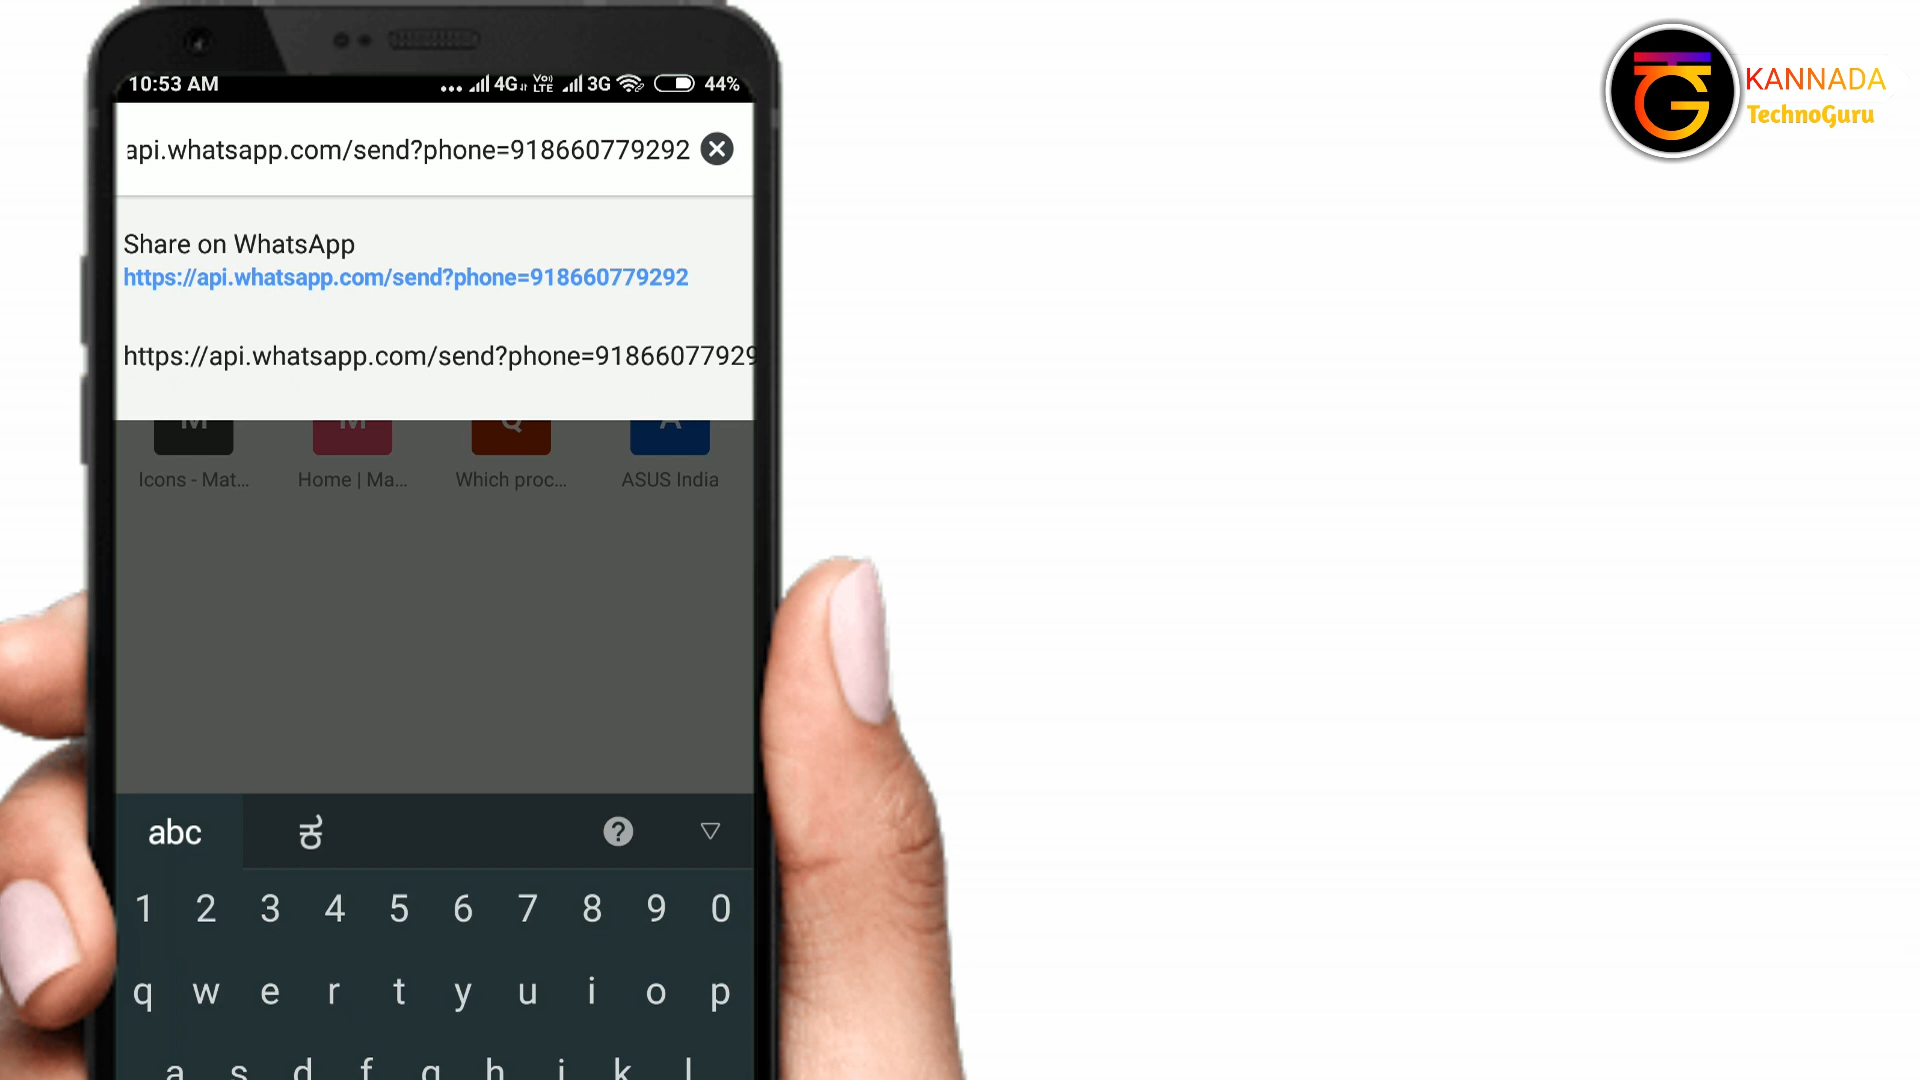 10:53 AM
4G VoLTE 3G 44%
api.whatsapp.com/send?phone=918660779292
Share on WhatsApp
https://api.whatsapp.com/send?phone=918660779292
https://api.whatsapp.com/send?phone=91866077929
M M Q A
Icons - Mat... Home | Ma... Which proc... ASUS India
abc ಕ
?
1 2 3 4 5 6 7 8 9 0
q w e r t y u i o p
a s d f g h j k l
KANNADA
TechnoGuru